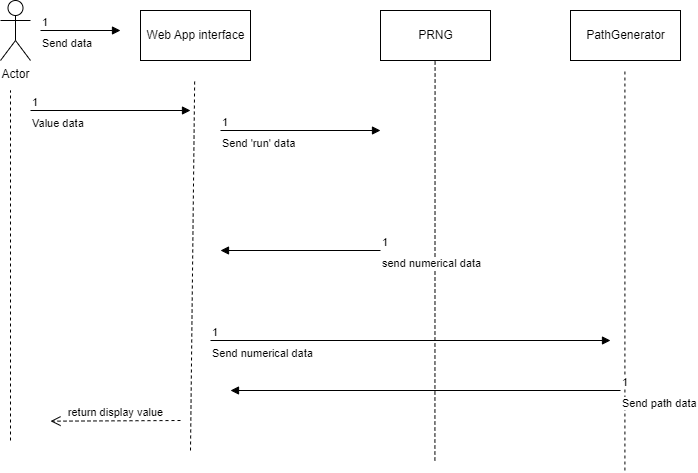 1
Send data
Web App interface
PRNG
PathGenerator
Actor
1
Value data
1
Send 'run' data
1
send numerical data
1
Send numerical data
1
Send path data
return display value